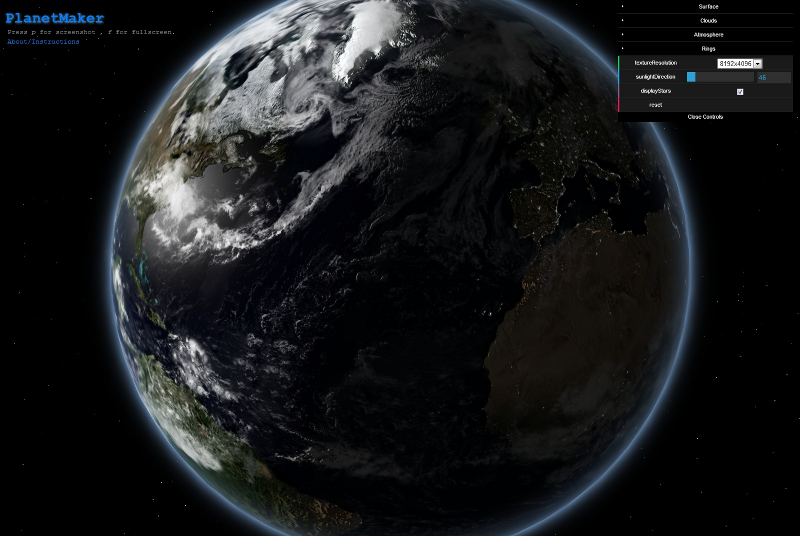 PlanetMaker
Press p for screenshot , f for fullscreen.
About/Instructions
Surface
Clouds
Atmosphere
Rings
textureResolution 8192x4096
sunlightDirection 46
displayStars
reset
Close Controls